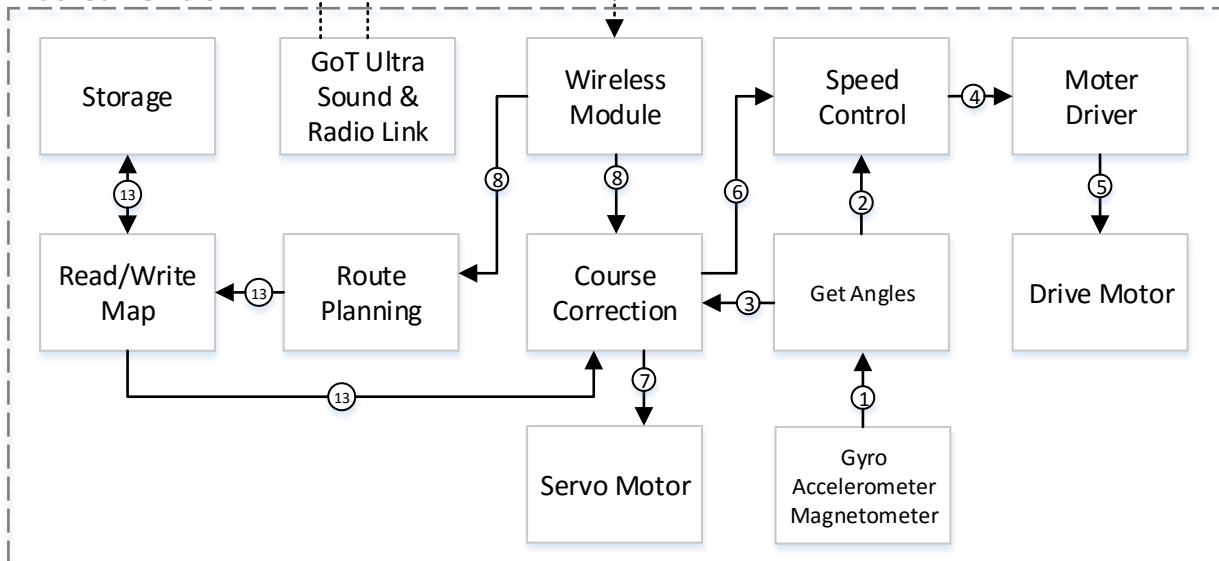 Storage
GoT Ultra
Sound &
Radio Link
Wireless
Module
Speed
Control
4
Moter
Driver
13
8
8
6
2
5
Read/Write
Map
13
Route
Planning
Course
Correction
3
Get Angles
Drive Motor
13
7
1
Servo Motor
Gyro
Accelerometer
Magnetometer